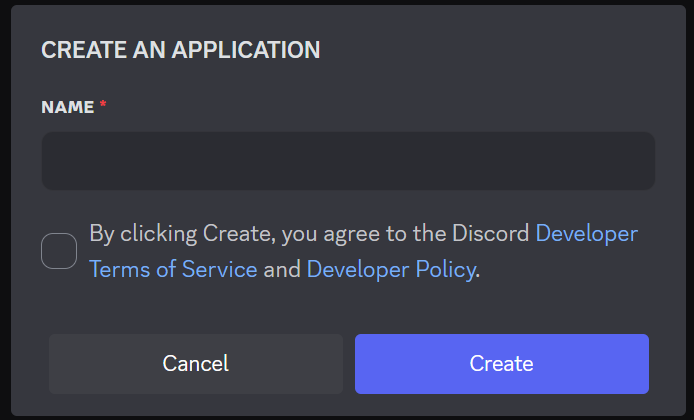 CREATE AN APPLICATION
NAME *
By clicking Create, you agree to the Discord Developer
Terms of Service and Developer Policy.
Cancel
Create